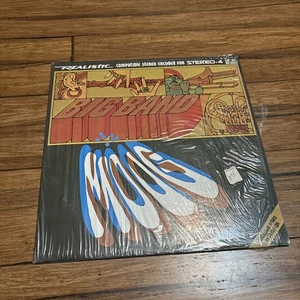 REALISTIC compatible stereo encoded for STEREO-4
BIG BAND
MOOG